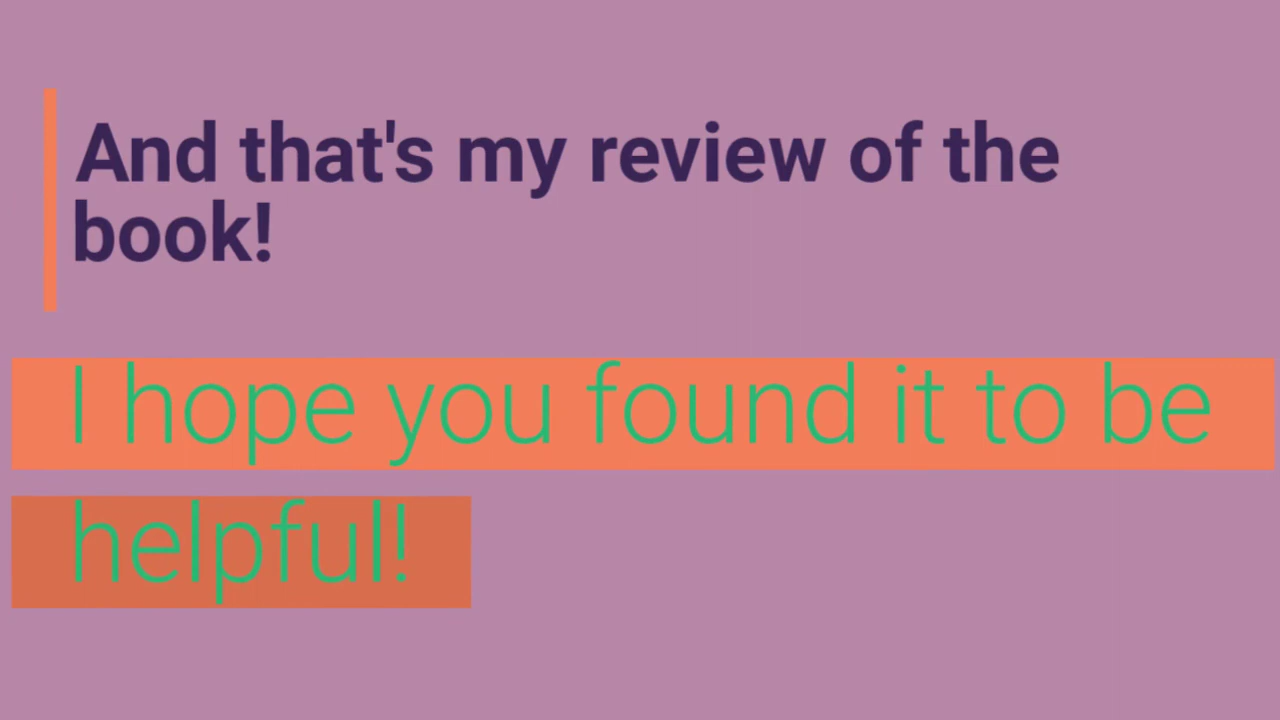 And that's my review of the
book!
I hope you found it to be
helpful!